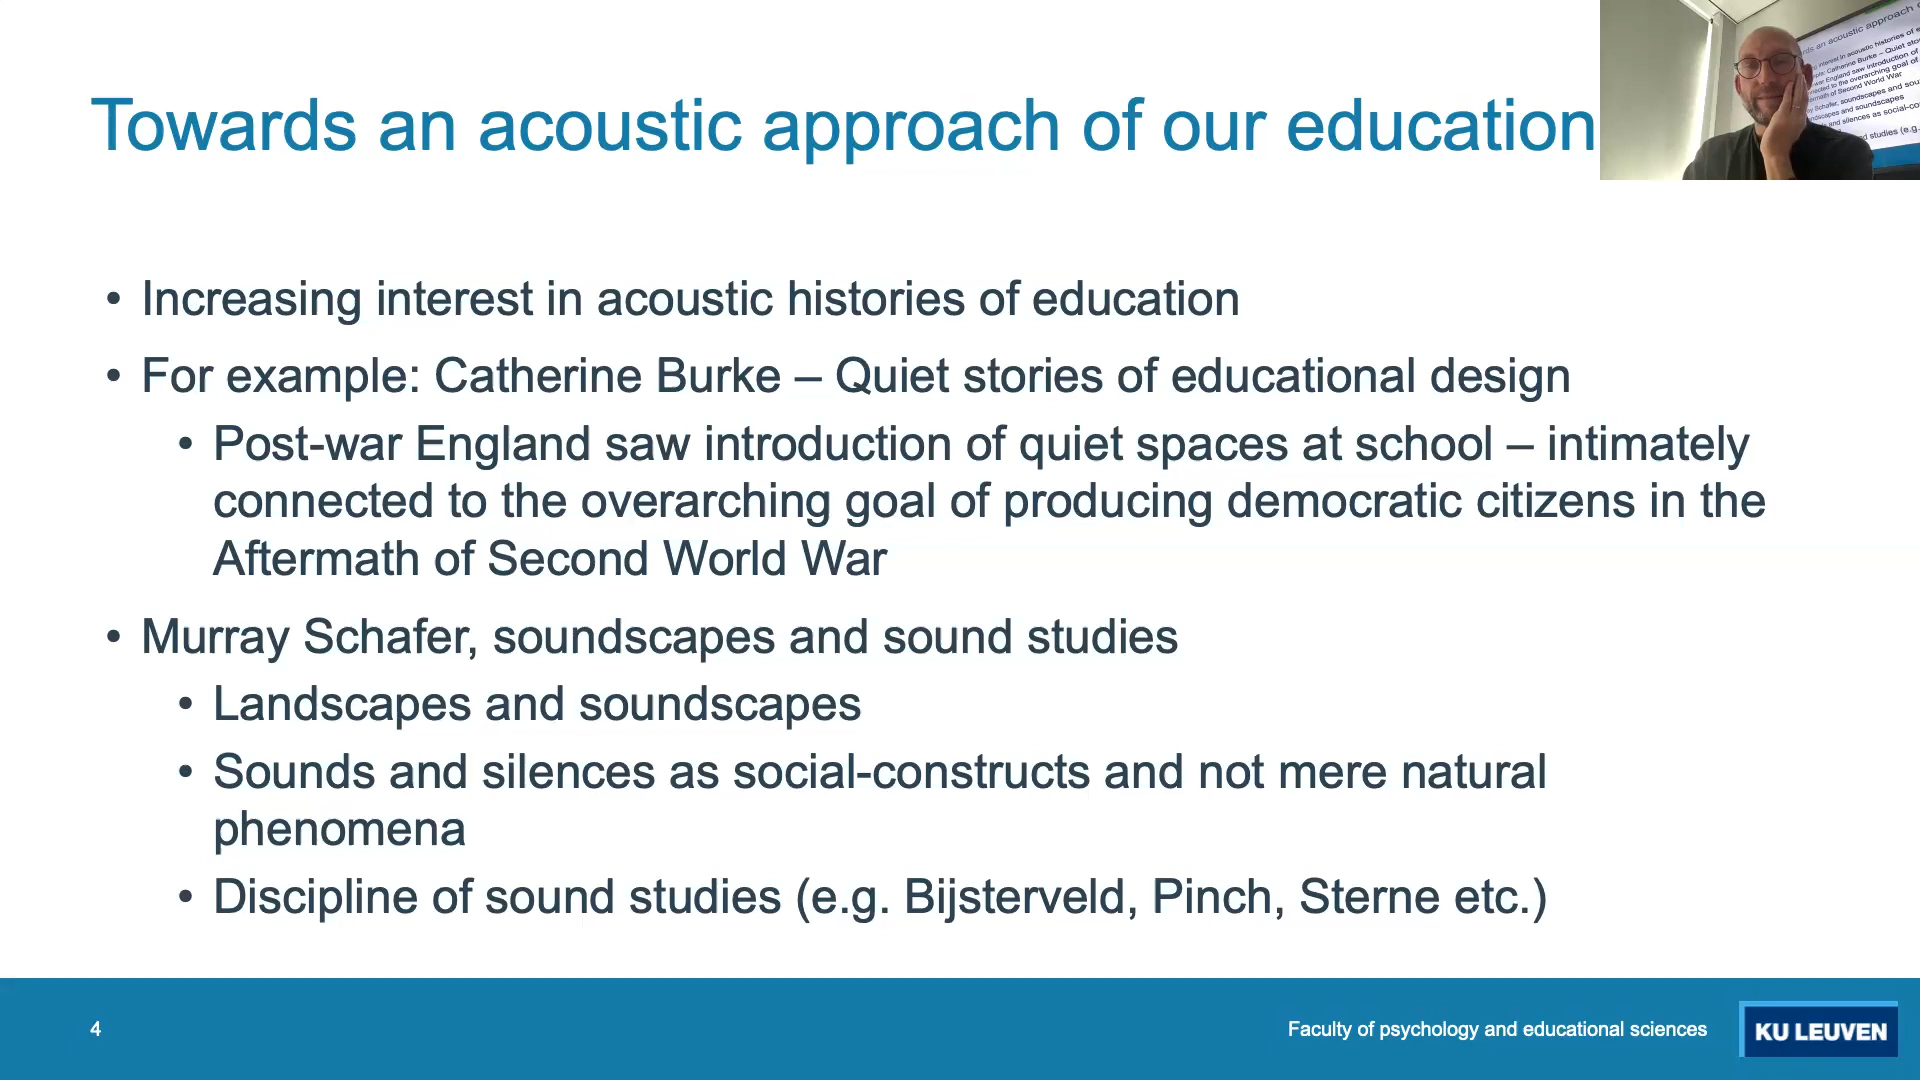 Towards an acoustic approach of our education
• Increasing interest in acoustic histories of education
• For example: Catherine Burke – Quiet stories of educational design
• Post-war England saw introduction of quiet spaces at school – intimately
connected to the overarching goal of producing democratic citizens in the
Aftermath of Second World War
• Murray Schafer, soundscapes and sound studies
• Landscapes and soundscapes
• Sounds and silences as social-constructs and not mere natural
phenomena
• Discipline of sound studies (e.g. Bijsterveld, Pinch, Sterne etc.)
4
Faculty of psychology and educational sciences
KU LEUVEN